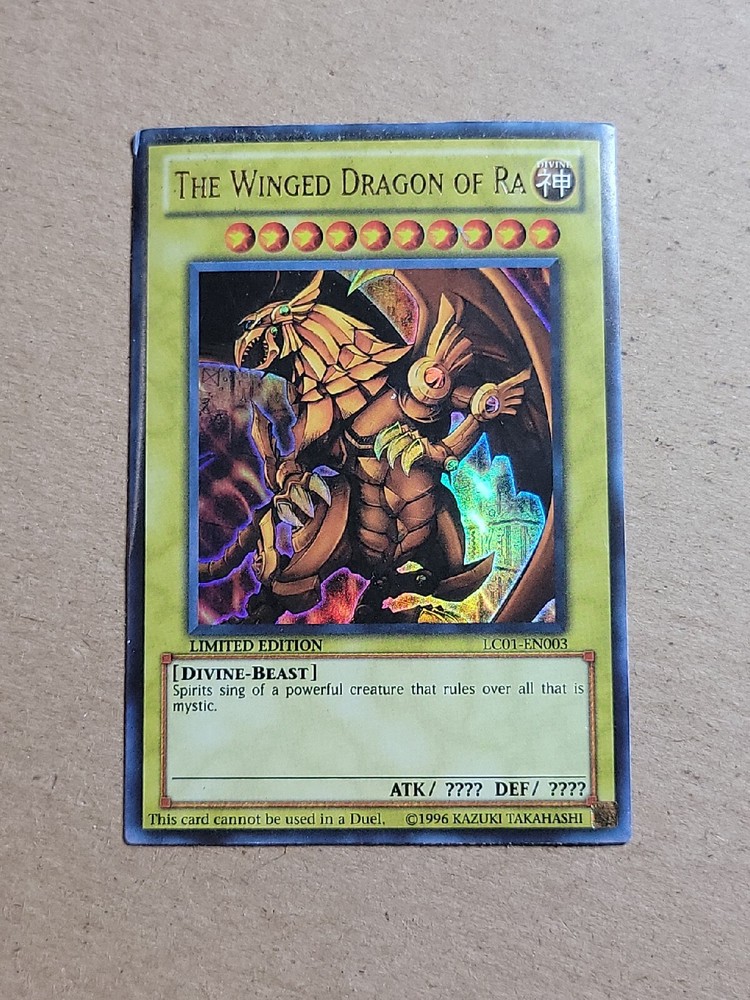 THE WINGED DRAGON OF RA
DIVINE
神
LIMITED EDITION LC01-EN003
[DIVINE-BEAST]
Spirits sing of a powerful creature that rules over all that is
mystic.
ATK/ ???? DEF/ ????
This card cannot be used in a Duel. ©1996 KAZUKI TAKAHASHI